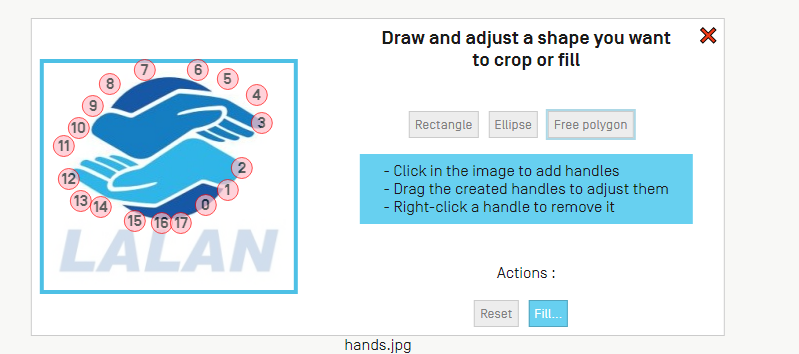 Draw and adjust a shape you want
to crop or fill
Rectangle
Ellipse
Free polygon
- Click in the image to add handles
- Drag the created handles to adjust them
- Right-click a handle to remove it
Actions :
Reset
Fill...
7
6
5
8
4
9
3
10
11
2
12
1
13
14
0
15
16
17
LALAN
hands.jpg